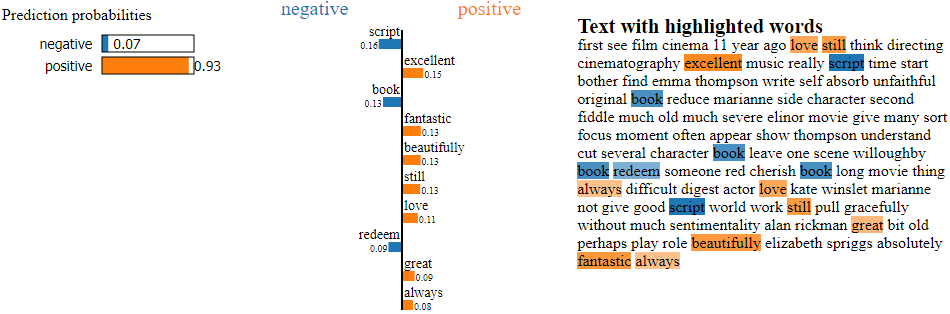 Prediction probabilities
negative 0.07
positive 0.93
negative positive
script
0.16
excellent
0.15
book
0.13
fantastic
0.13
beautifully
0.13
still
0.13
love
0.11
redeem
0.09
great
0.09
always
0.08
Text with highlighted words
first see film cinema 11 year ago love still think directing
cinematography excellent music really script time start
bother find emma thompson write self absorb unfaithful
original book reduce marianne side character second
fiddle much old much severe elinor movie give many sort
focus moment often appear show thompson understand
cut several character book leave one scene willoughby
book redeem someone red cherish book long movie thing
always difficult digest actor love kate winslet marianne
not give good script world work still pull gracefully
without much sentimentality alan rickman great bit old
perhaps play role beautifully elizabeth spriggs absolutely
fantastic always